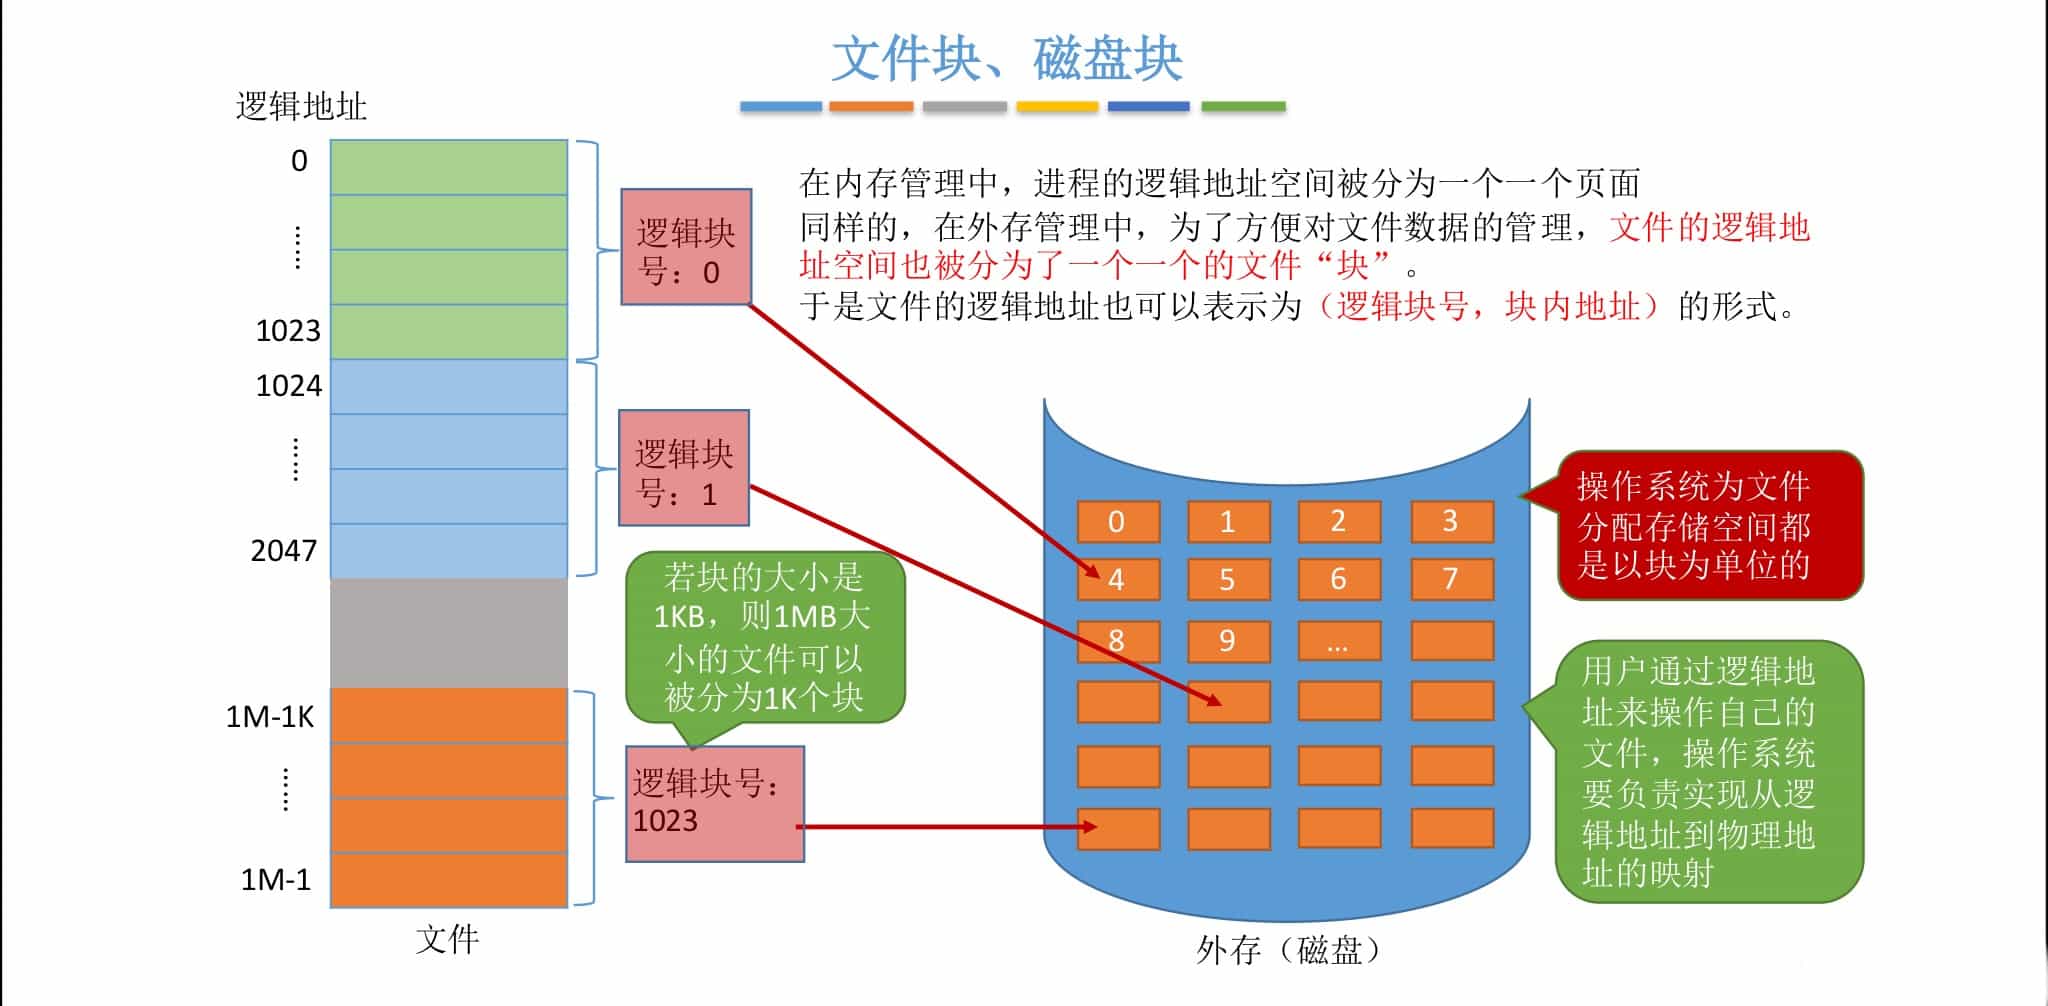 文件块、磁盘块
逻辑地址
0
……
1023
1024
……
2047
1M-1K
……
1M-1
文件
逻辑块
号：0
逻辑块
号：1
若块的大小是
1KB，则1MB大
小的文件可以
被分为1K个块
逻辑块号：
1023
在内存管理中，进程的逻辑地址空间被分为一个一个页面
同样的，在外存管理中，为了方便对文件数据的管理，文件的逻辑地
址空间也被分为了一个一个的文件“块”。
于是文件的逻辑地址也可以表示为（逻辑块号，块内地址）的形式。
0 1 2 3
4 5 6 7
8 9 …
外存（磁盘）
操作系统为文件
分配存储空间都
是以块为单位的
用户通过逻辑地
址来操作自己的
文件，操作系统
要负责实现从逻
辑地址到物理地
址的映射